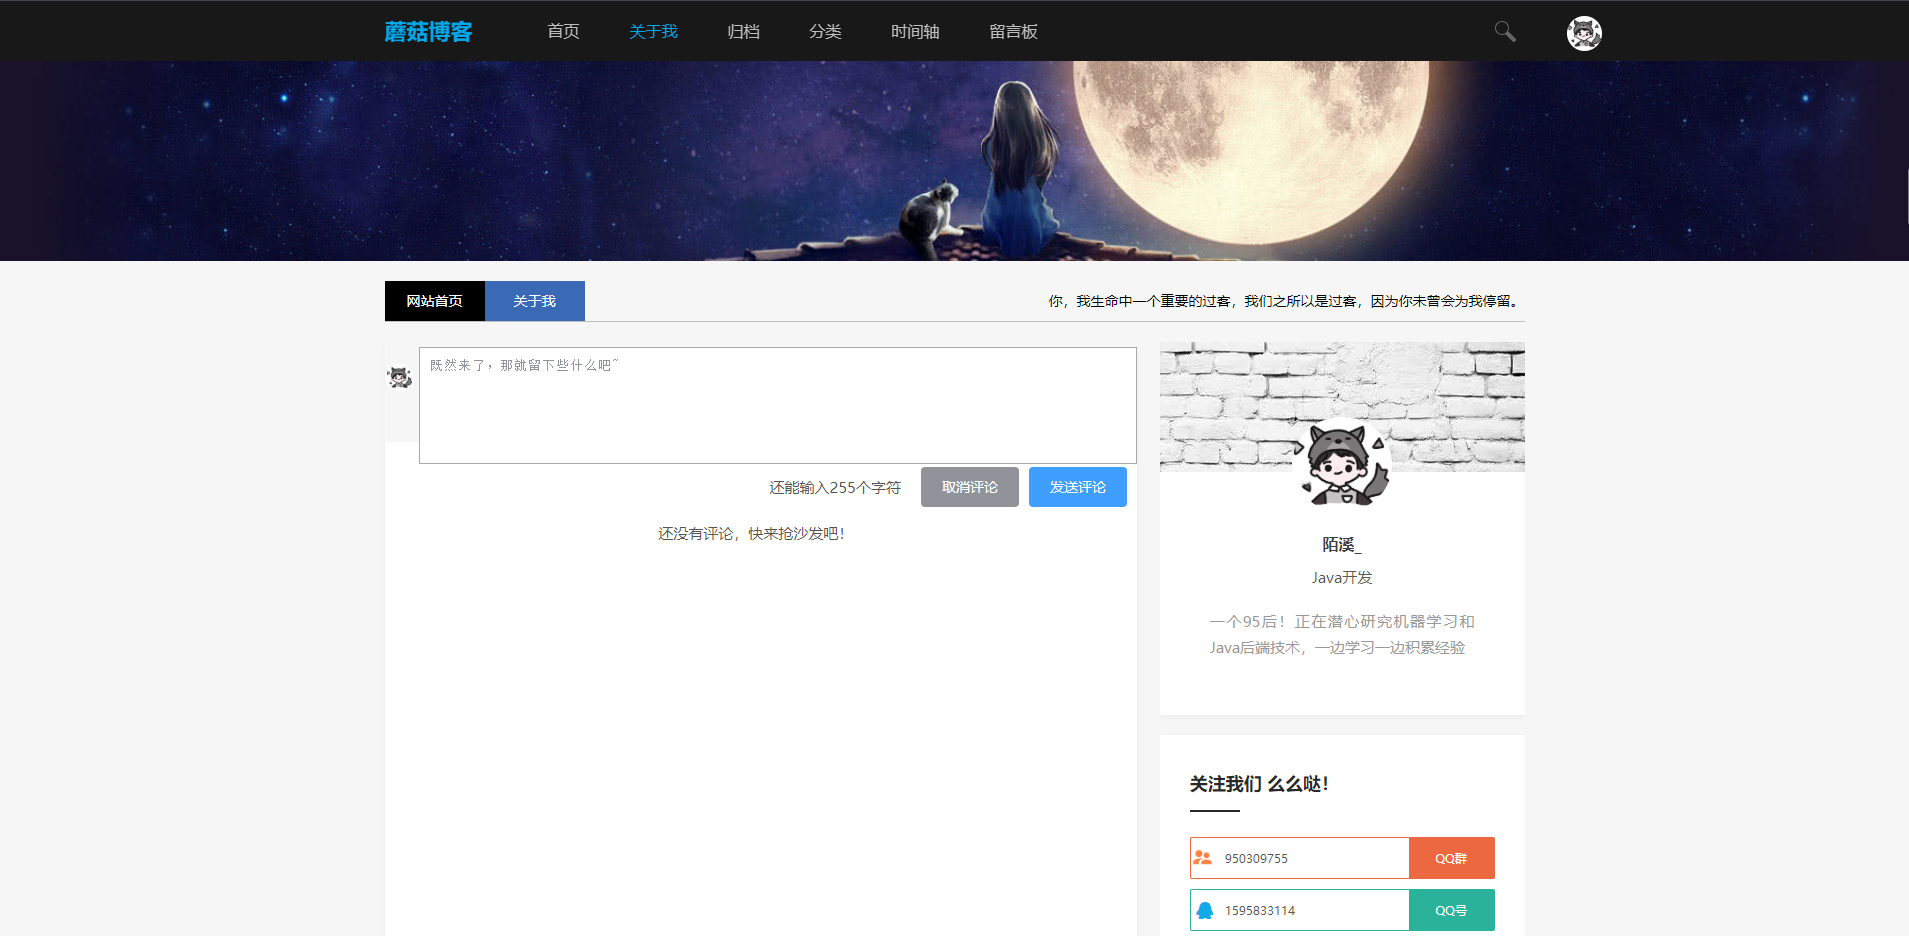 蘑菇博客 首页 关于我 归档 分类 时间轴 留言板
网站首页 关于我 你，我生命中一个重要的过客，我们之所以是过客，因为你未曾会为我停留。
既然来了，那就留下些什么吧~
还能输入255个字符 取消评论 发送评论
还没有评论，快来抢沙发吧！
陌溪_
Java开发
一个95后！正在潜心研究机器学习和
Java后端技术，一边学习一边积累经验
关注我们 么么哒！
950309755 QQ群
1595833114 QQ号